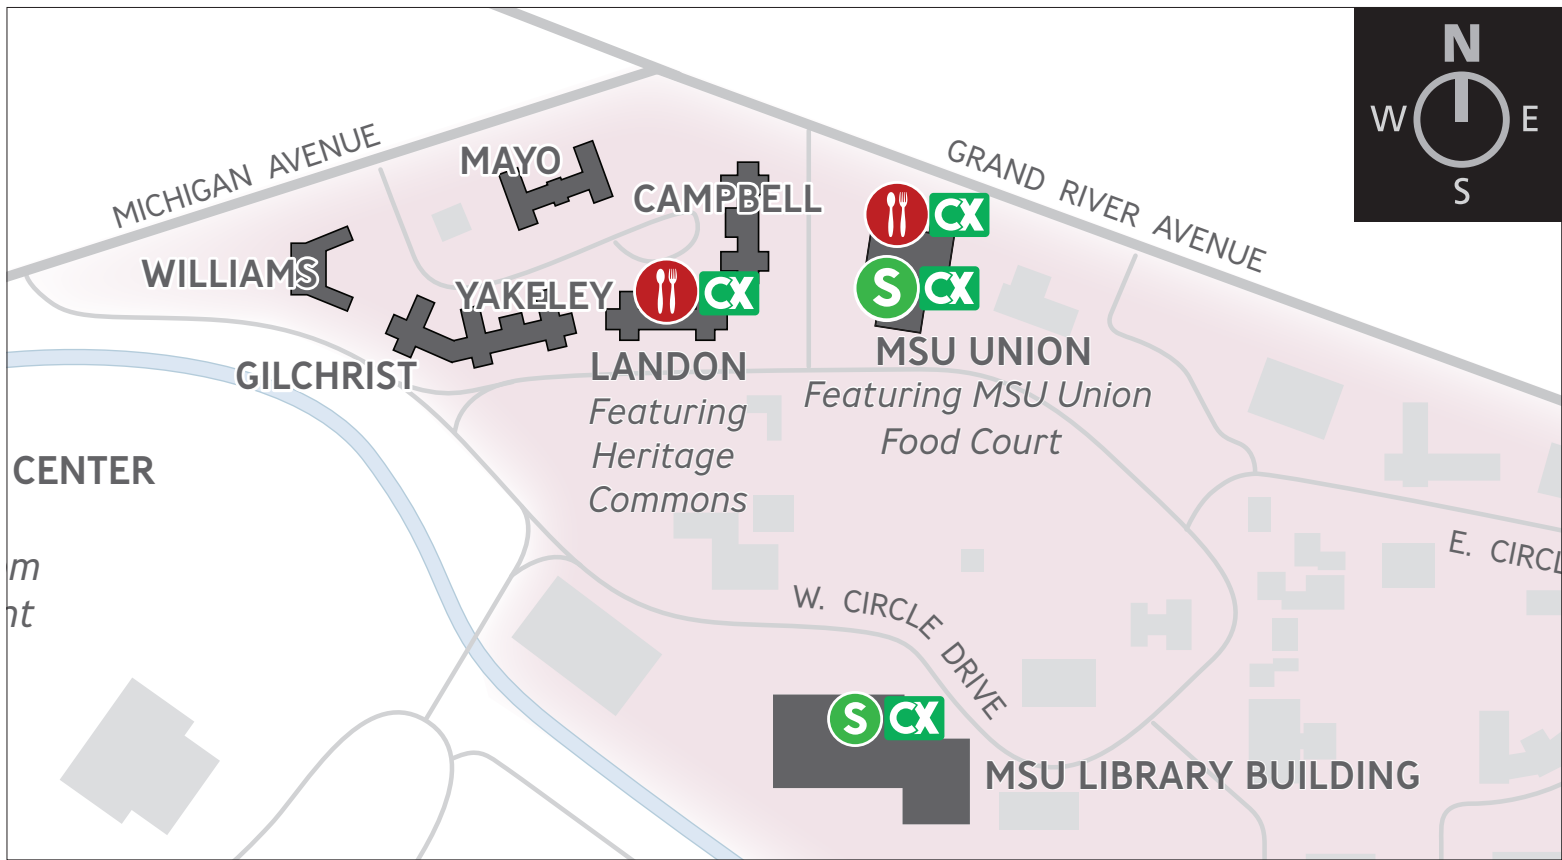 N
W E
S
MICHIGAN AVENUE
GRAND RIVER AVENUE
MAYO
CAMPBELL
CX
WILLIAMS
YAKELEY
CX
S CX
GILCHRIST
LANDON
Featuring
Heritage
Commons
MSU UNION
Featuring MSU Union
Food Court
CENTER
E. CIRCL
m
nt
W. CIRCLE DRIVE
S CX
MSU LIBRARY BUILDING